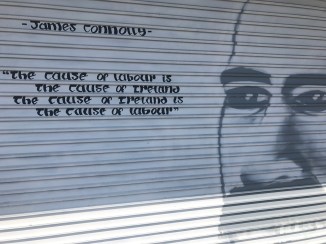 - James Connolly -
"The cause of labour is
the cause of Ireland
the cause of Ireland is
the cause of labour"